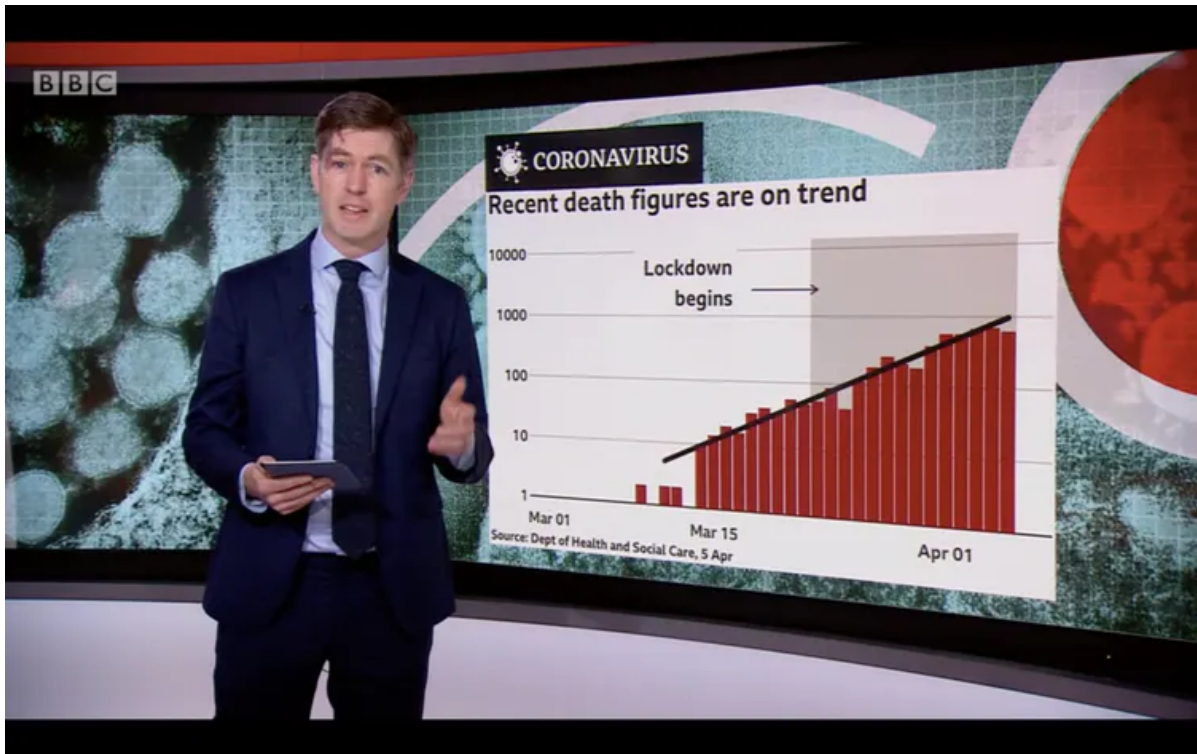 BBC
CORONAVIRUS
Recent death figures are on trend
10000
Lockdown
begins
1000
100
10
1
Mar 01
Mar 15
Apr 01
Source: Dept of Health and Social Care, 5 Apr